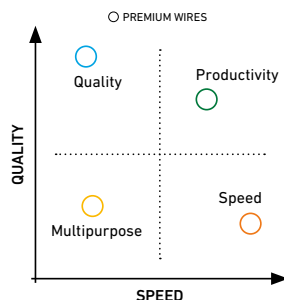 PREMIUM WIRES
Quality
Productivity
QUALITY
Speed
Multipurpose
SPEED